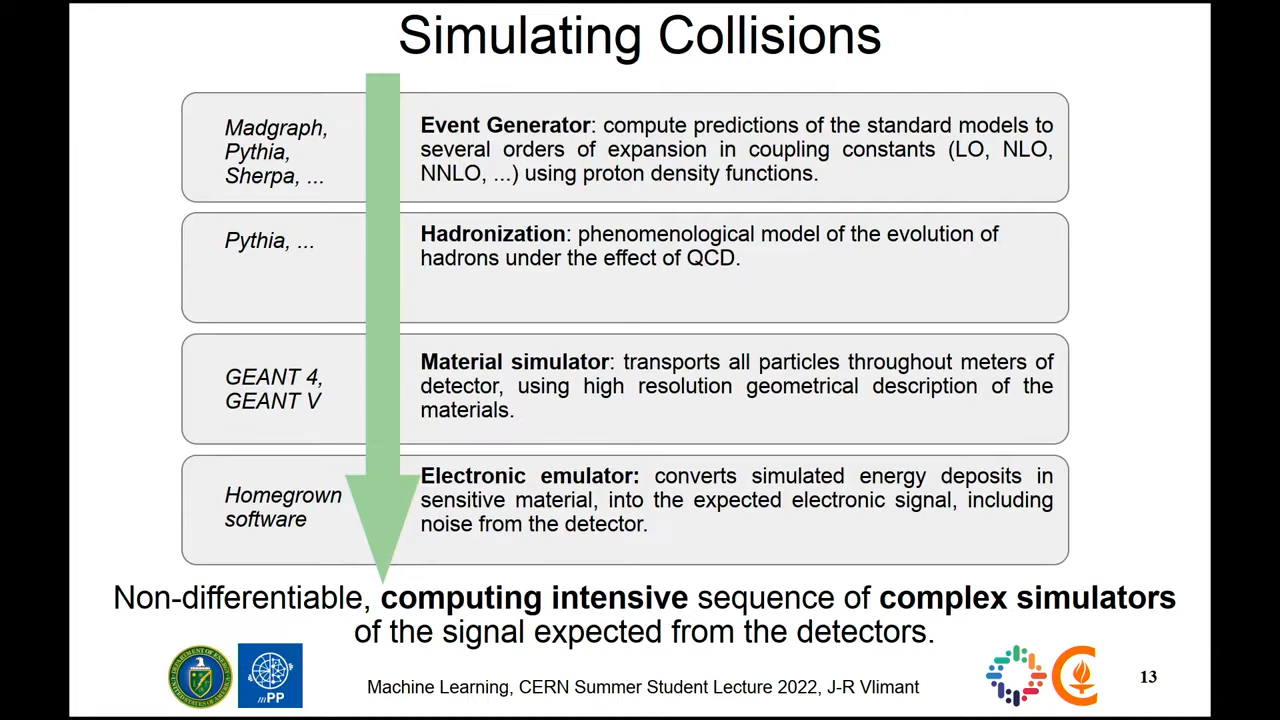 Simulating Collisions
Madgraph,
Pythia,
Sherpa, ...
Event Generator: compute predictions of the standard models to
several orders of expansion in coupling constants (LO, NLO,
NNLO, ...) using proton density functions.
Pythia, ...
Hadronization: phenomenological model of the evolution of
hadrons under the effect of QCD.
GEANT 4,
GEANT V
Material simulator: transports all particles throughout meters of
detector, using high resolution geometrical description of the
materials.
Homegrown
software
Electronic emulator: converts simulated energy deposits in
sensitive material, into the expected electronic signal, including
noise from the detector.
Non-differentiable, computing intensive sequence of complex simulators
of the signal expected from the detectors.
mPP
Machine Learning, CERN Summer Student Lecture 2022, J-R Vlimant
13